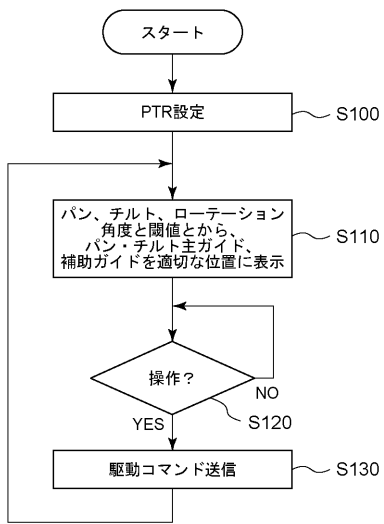 スタート
PTR設定
S100
パン、チルト、ローテーション
角度と閾値とから、
パン・チルト主ガイド、
補助ガイドを適切な位置に表示
S110
操作？
NO
YES
S120
駆動コマンド送信
S130